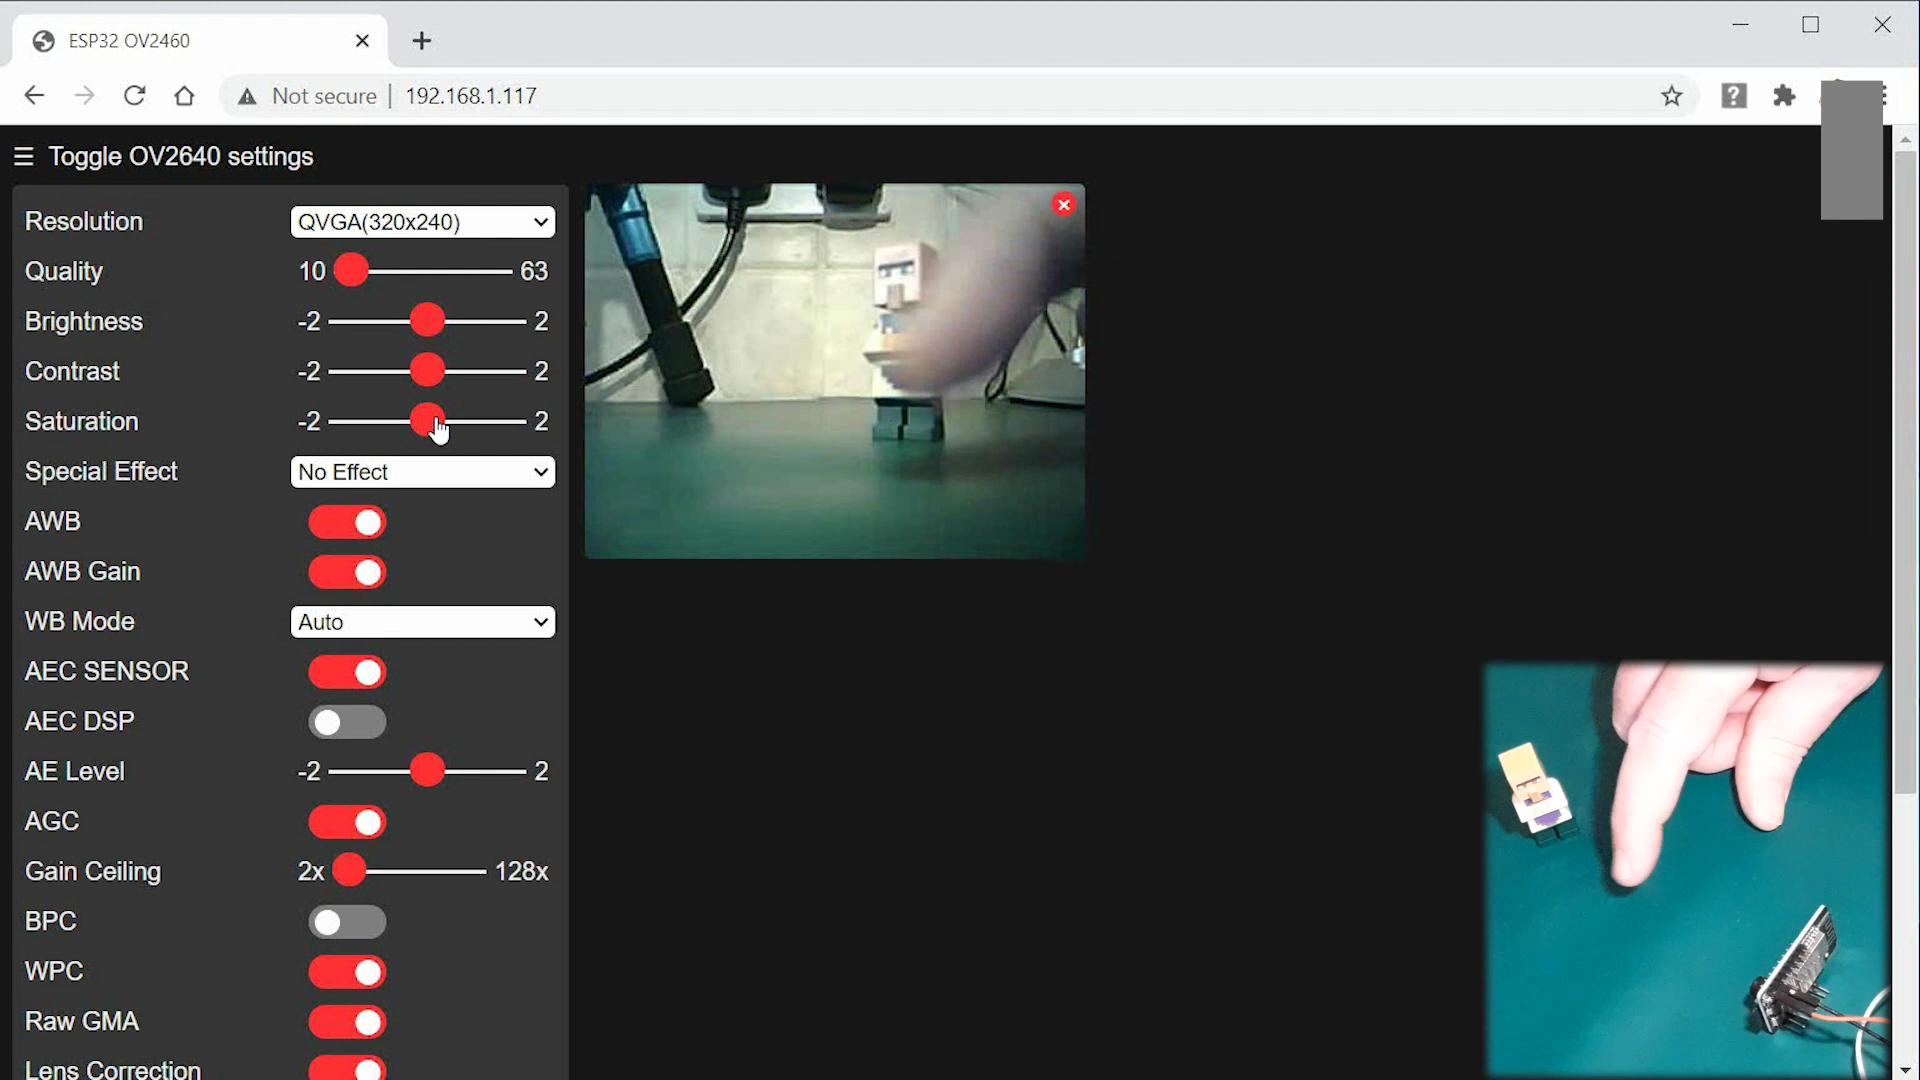 ESP32 OV2460
Not secure 192.168.1.117
Toggle OV2640 settings
Resolution QVGA(320x240)
Quality 10 63
Brightness -2 2
Contrast -2 2
Saturation -2 2
Special Effect No Effect
AWB
AWB Gain
WB Mode Auto
AEC SENSOR
AEC DSP
AE Level -2 2
AGC
Gain Ceiling 2x 128x
BPC
WPC
Raw GMA
Lens Correction